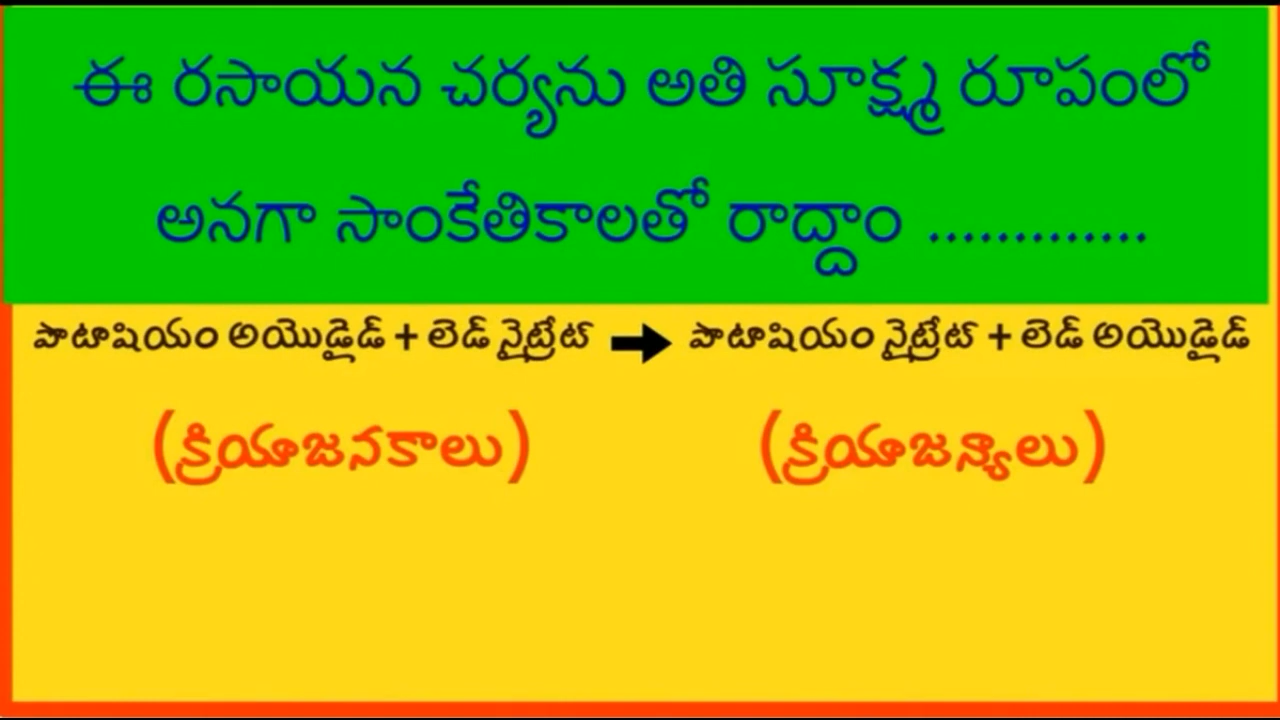 ఈ రసాయన చర్యను అతి సూక్ష్మ రూపంలో
అనగా సాంకేతికాలతో రాద్దాం .............
పొటాషియం అయొడైడ్ + లెడ్ నైట్రేట్ ➡ పొటాషియం నైట్రేట్ + లెడ్ అయొడైడ్
(క్రియాజనకాలు) (క్రియాజన్యాలు)